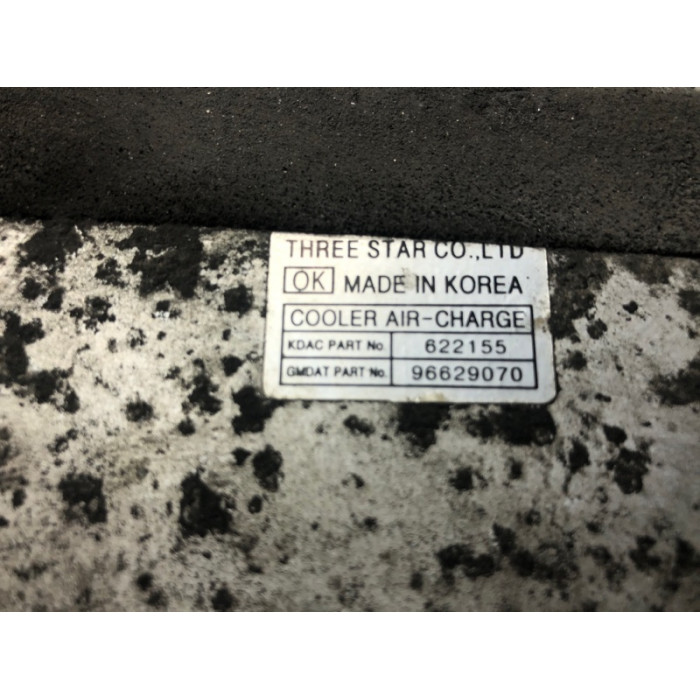 THREE STAR CO.,LTD
OK MADE IN KOREA
COOLER AIR-CHARGE
KDAC PART No. 622155
GMDAT PART No. 96629070